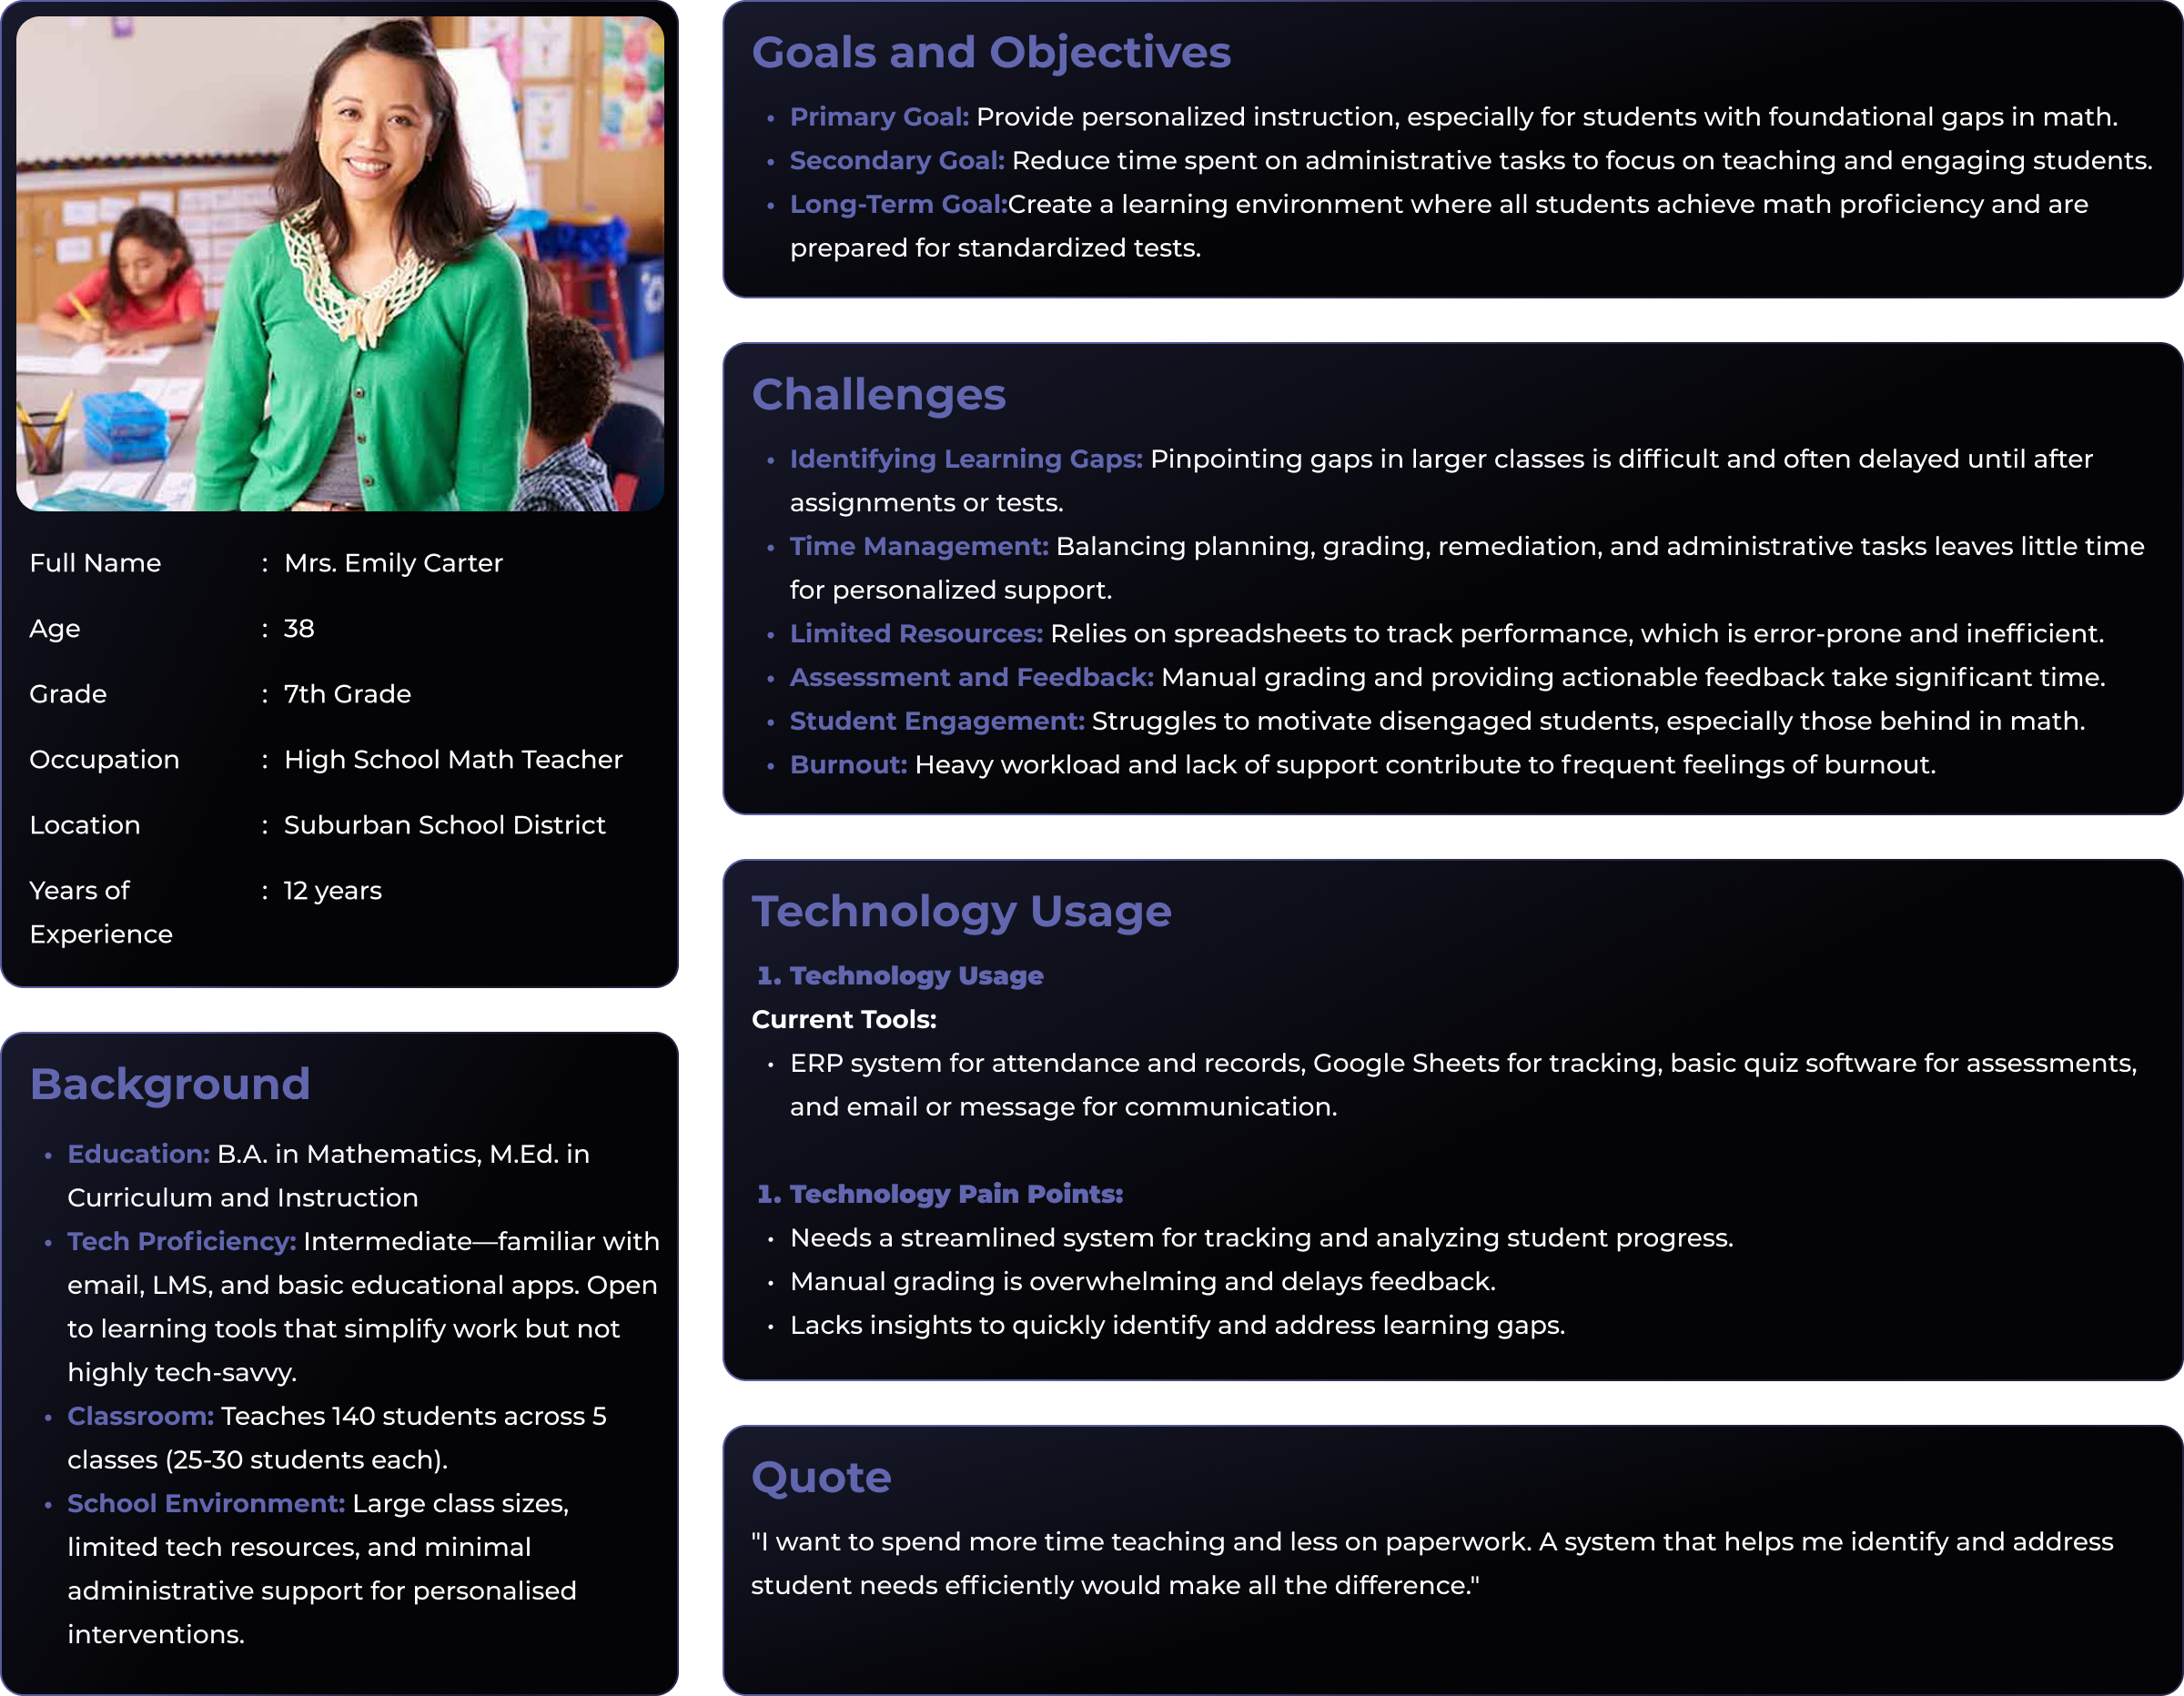 Full Name : Mrs. Emily Carter
Age : 38
Grade : 7th Grade
Occupation : High School Math Teacher
Location : Suburban School District
Years of : 12 years
Experience
Background
• Education: B.A. in Mathematics, M.Ed. in
Curriculum and Instruction
• Tech Proficiency: Intermediate—familiar with
email, LMS, and basic educational apps. Open
to learning tools that simplify work but not
highly tech-savvy.
• Classroom: Teaches 140 students across 5
classes (25-30 students each).
• School Environment: Large class sizes,
limited tech resources, and minimal
administrative support for personalised
interventions.
Goals and Objectives
• Primary Goal: Provide personalized instruction, especially for students with foundational gaps in math.
• Secondary Goal: Reduce time spent on administrative tasks to focus on teaching and engaging students.
• Long-Term Goal:Create a learning environment where all students achieve math proficiency and are
prepared for standardized tests.
Challenges
• Identifying Learning Gaps: Pinpointing gaps in larger classes is difficult and often delayed until after
assignments or tests.
• Time Management: Balancing planning, grading, remediation, and administrative tasks leaves little time
for personalized support.
• Limited Resources: Relies on spreadsheets to track performance, which is error-prone and inefficient.
• Assessment and Feedback: Manual grading and providing actionable feedback take significant time.
• Student Engagement: Struggles to motivate disengaged students, especially those behind in math.
• Burnout: Heavy workload and lack of support contribute to frequent feelings of burnout.
Technology Usage
1. Technology Usage
Current Tools:
• ERP system for attendance and records, Google Sheets for tracking, basic quiz software for assessments,
and email or message for communication.
1. Technology Pain Points:
• Needs a streamlined system for tracking and analyzing student progress.
• Manual grading is overwhelming and delays feedback.
• Lacks insights to quickly identify and address learning gaps.
Quote
"I want to spend more time teaching and less on paperwork. A system that helps me identify and address
student needs efficiently would make all the difference."